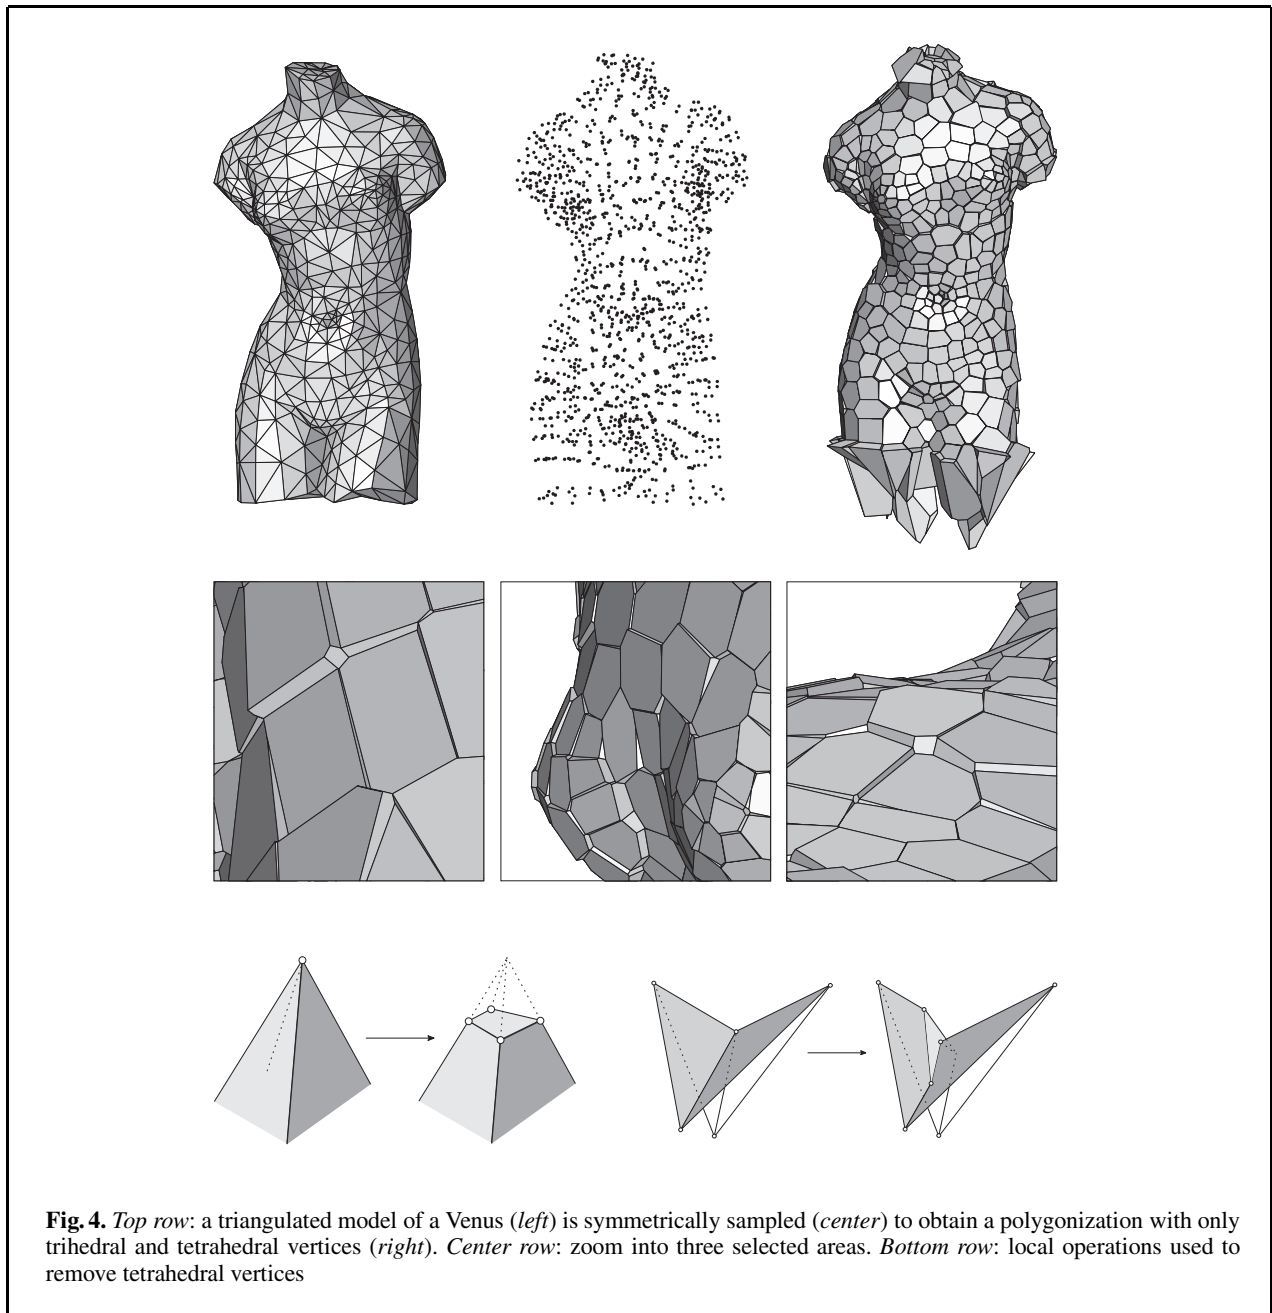 Fig. 4. Top row: a triangulated model of a Venus (left) is symmetrically sampled (center) to obtain a polygonization with only
trihedral and tetrahedral vertices (right). Center row: zoom into three selected areas. Bottom row: local operations used to
remove tetrahedral vertices